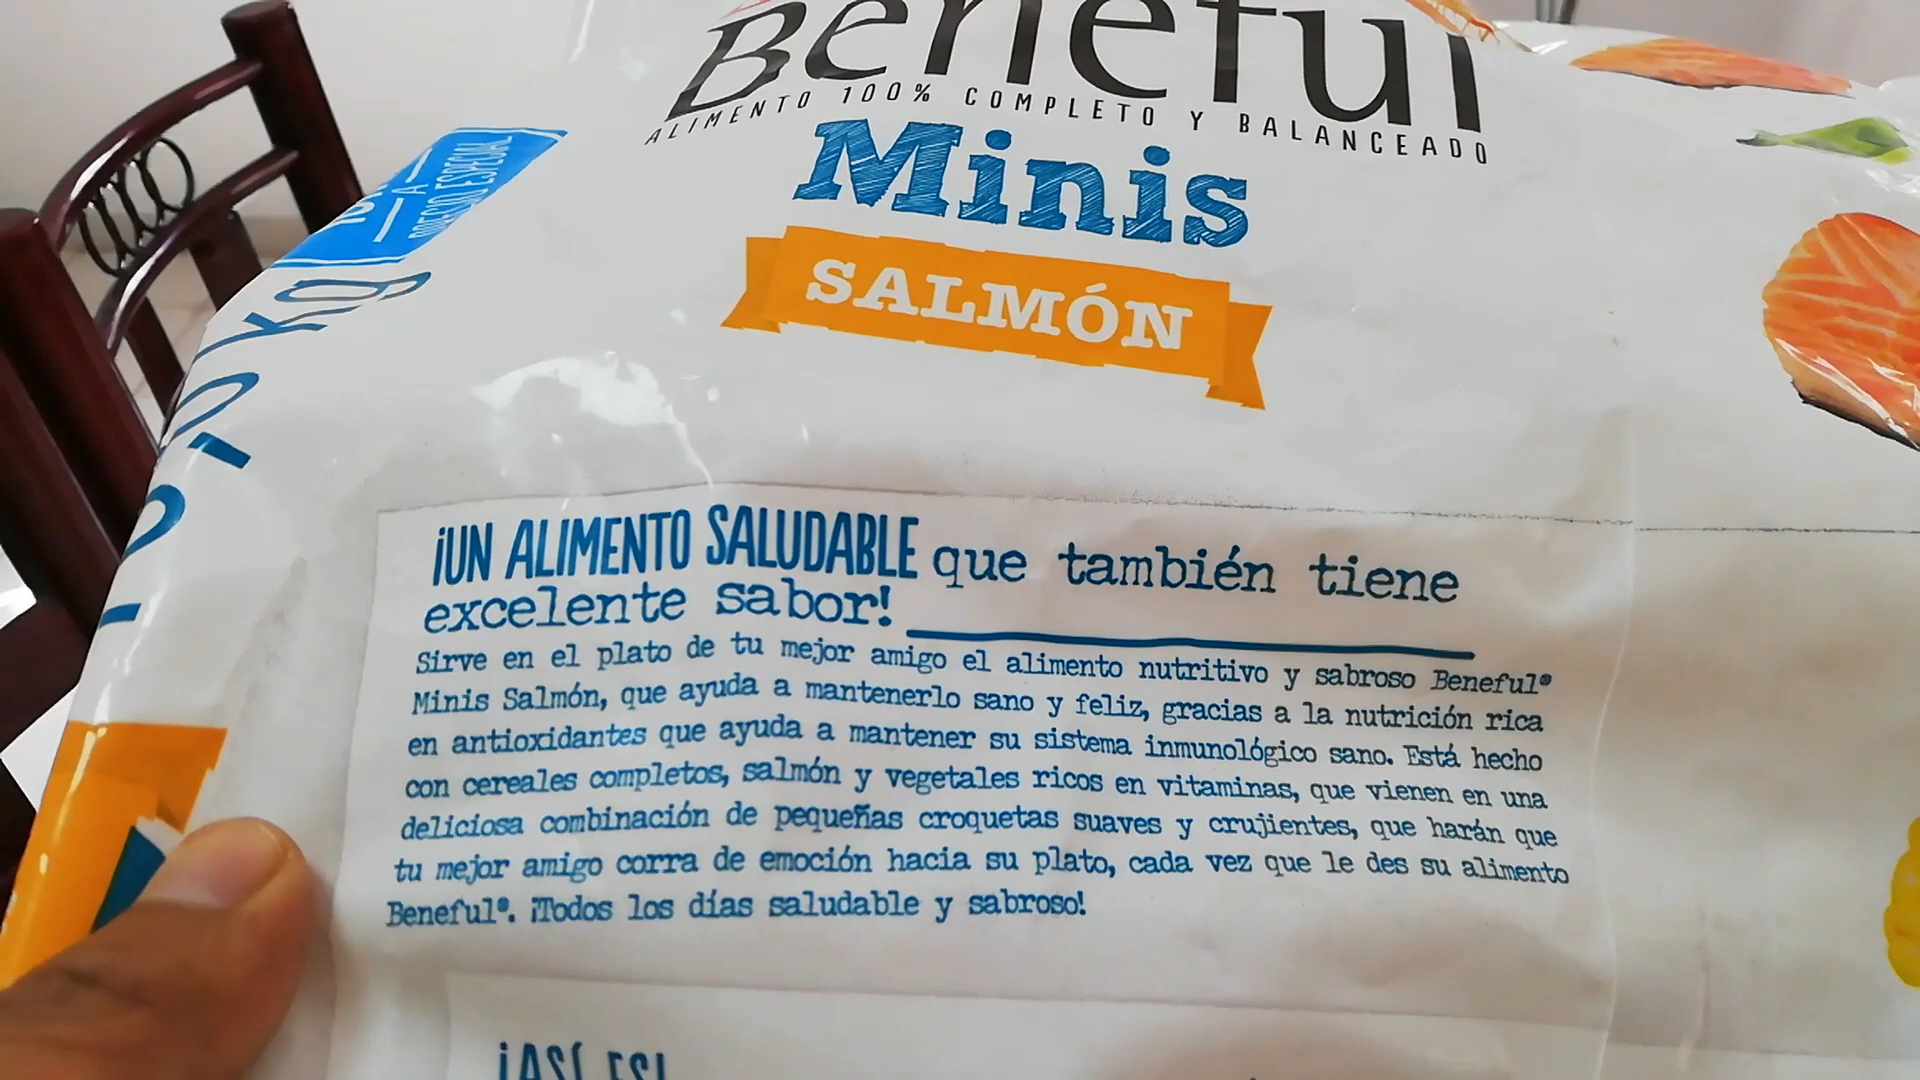 Beneful
ALIMENTO 100% COMPLETO Y BALANCEADO
Minis
SALMÓN
A
PRECIO ESPECIAL
kg
¡UN ALIMENTO SALUDABLE que también tiene
excelente sabor!
Sirve en el plato de tu mejor amigo el alimento nutritivo y sabroso Beneful®
Minis Salmón, que ayuda a mantenerlo sano y feliz, gracias a la nutrición rica
en antioxidantes que ayuda a mantener su sistema inmunológico sano. Está hecho
con cereales completos, salmón y vegetales ricos en vitaminas, que vienen en una
deliciosa combinación de pequeñas croquetas suaves y crujientes, que harán que
tu mejor amigo corra de emoción hacia su plato, cada vez que le des su alimento
Beneful®. ¡Todos los días saludable y sabroso!
¡ASÍ ES!